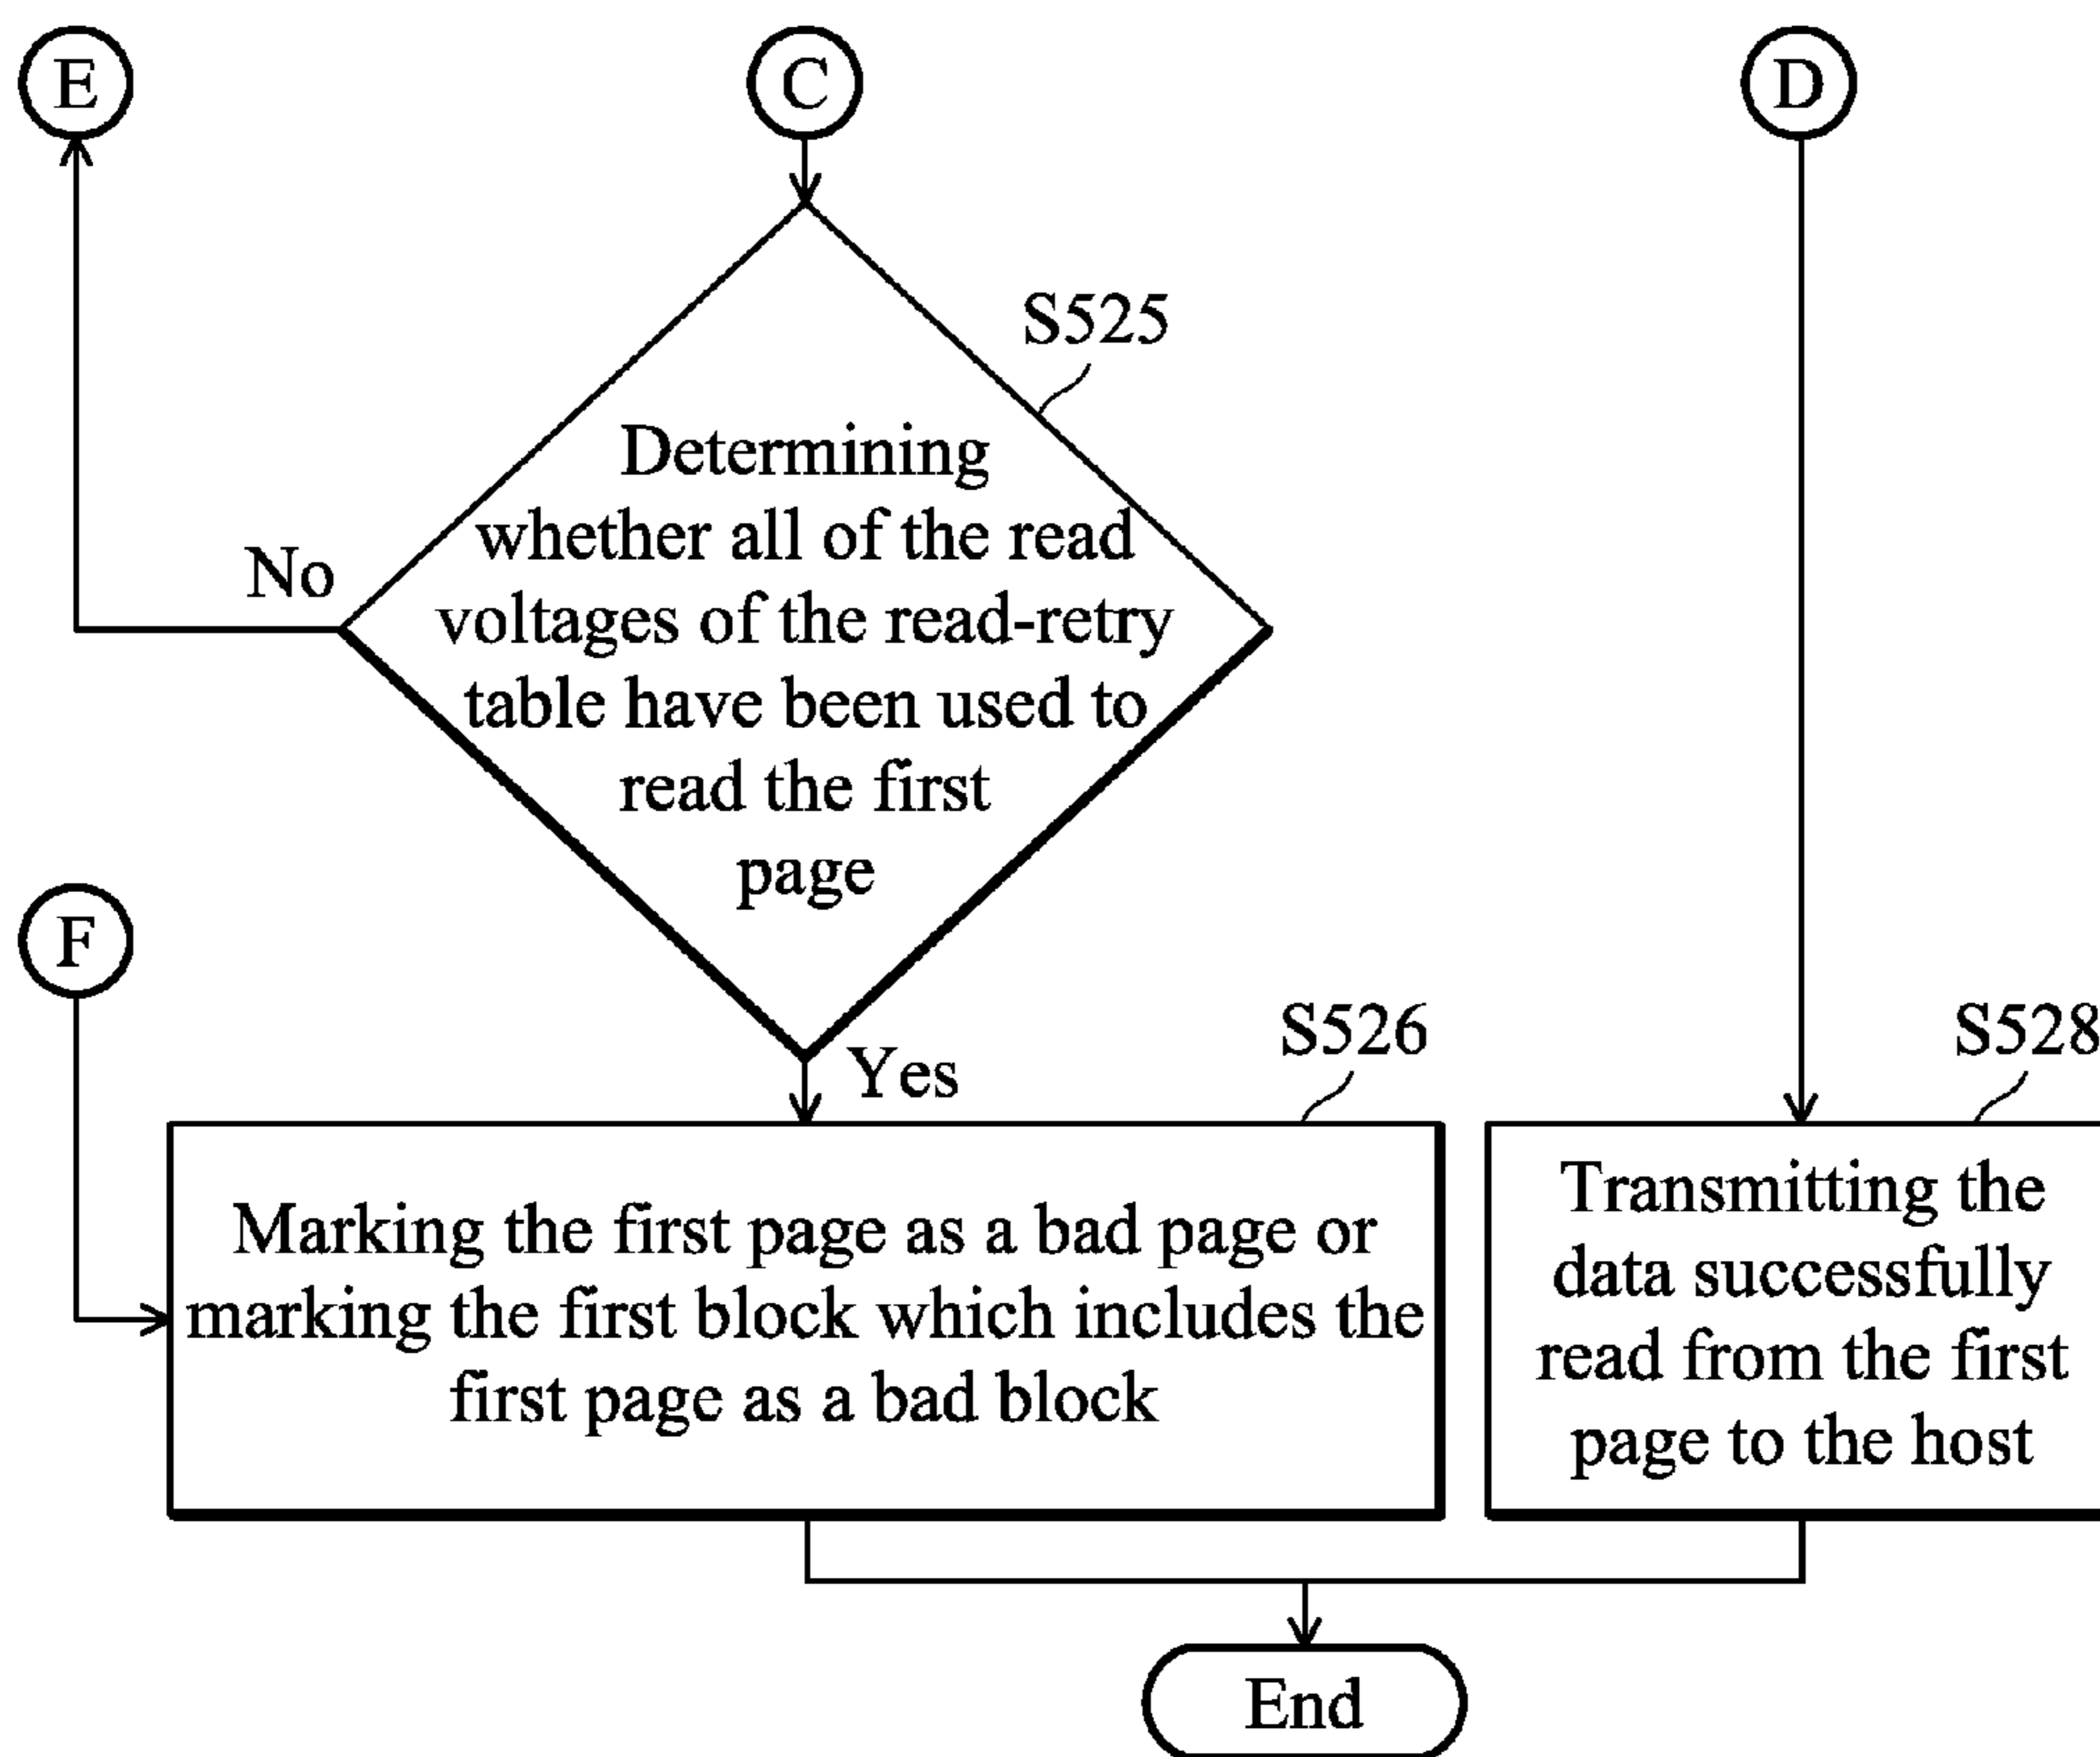 E
C
D
S525
Determining
whether all of the read
voltages of the read-retry
table have been used to
read the first
page
No
F
Yes
S526
S528
Marking the first page as a bad page or
marking the first block which includes the
first page as a bad block
Transmitting the
data successfully
read from the first
page to the host
End